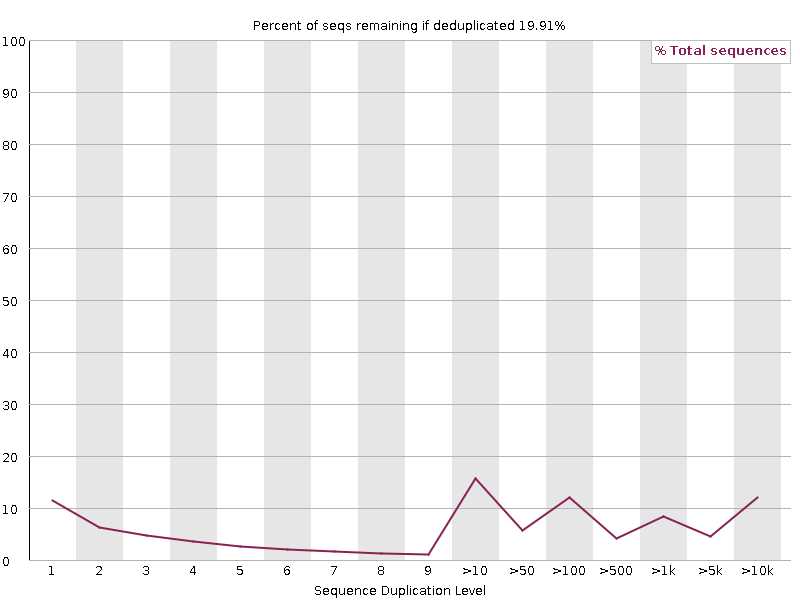 Percent of seqs remaining if deduplicated 19.91%
% Total sequences
100
90
80
70
60
50
40
30
20
10
0
1 2 3 4 5 6 7 8 9 >10 >50 >100 >500 >1k >5k >10k
Sequence Duplication Level